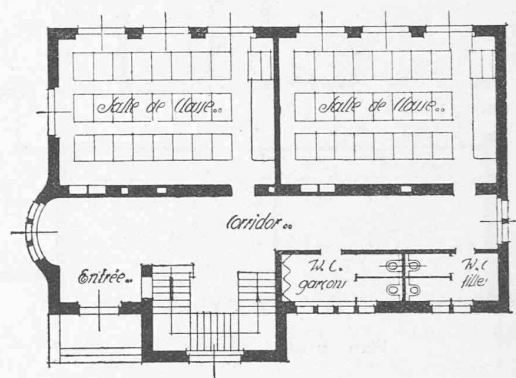 Salle de Classe..
Salle de Classe..
Corridor..
Entrée..
W.C.
garçons
W.C
filles